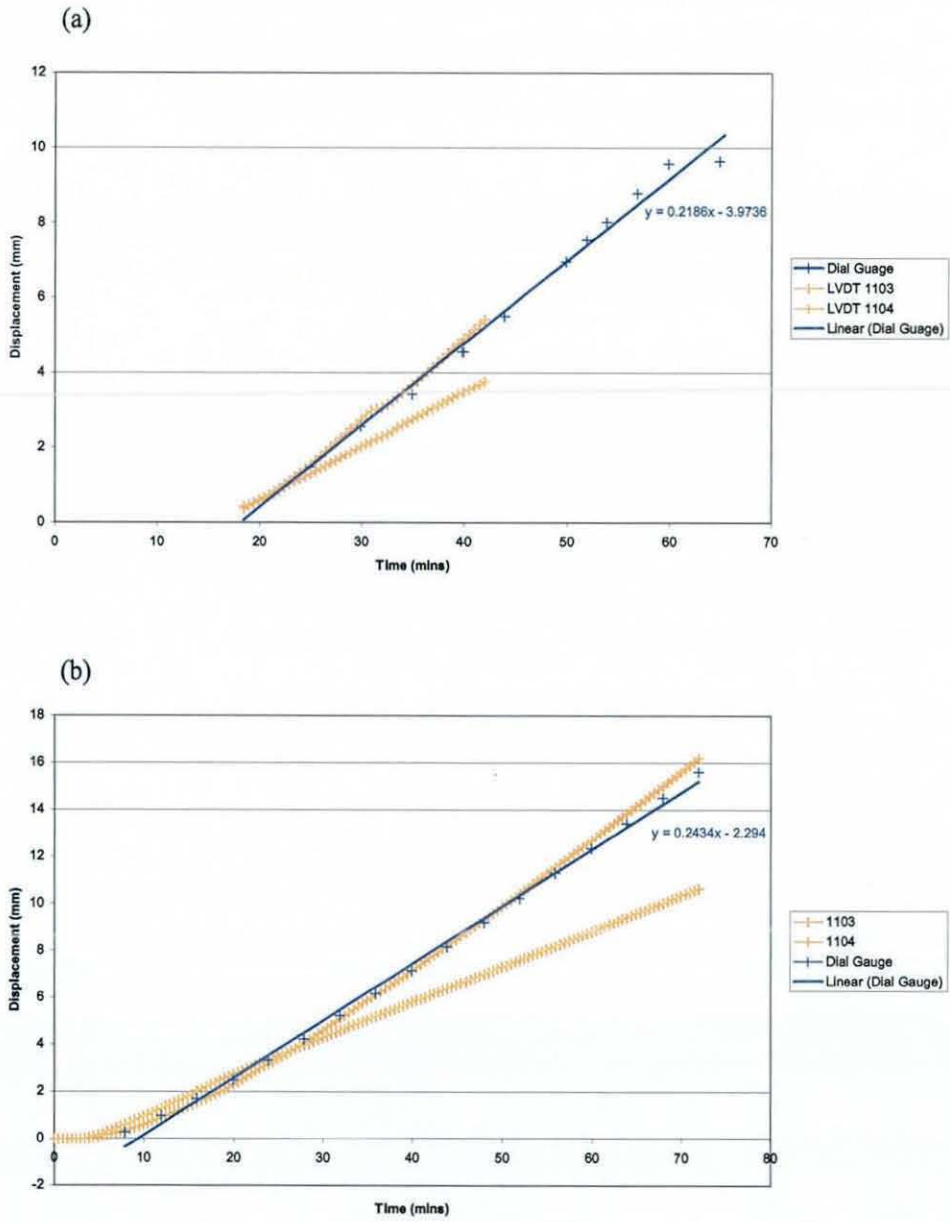 (a)
12
10
8
6
4
2
0
y = 0.2186x - 3.9736
Displacement (mm)
0 10 20 30 40 50 60 70
Time (mins)
Dial Guage
LVDT 1103
LVDT 1104
Linear (Dial Guage)
(b)
18
16
14
12
10
8
6
4
2
0
-2
y = 0.2434x - 2.294
Displacement (mm)
10 20 30 40 50 60 70 80
Time (mins)
1103
1104
Dial Gauge
Linear (Dial Gauge)